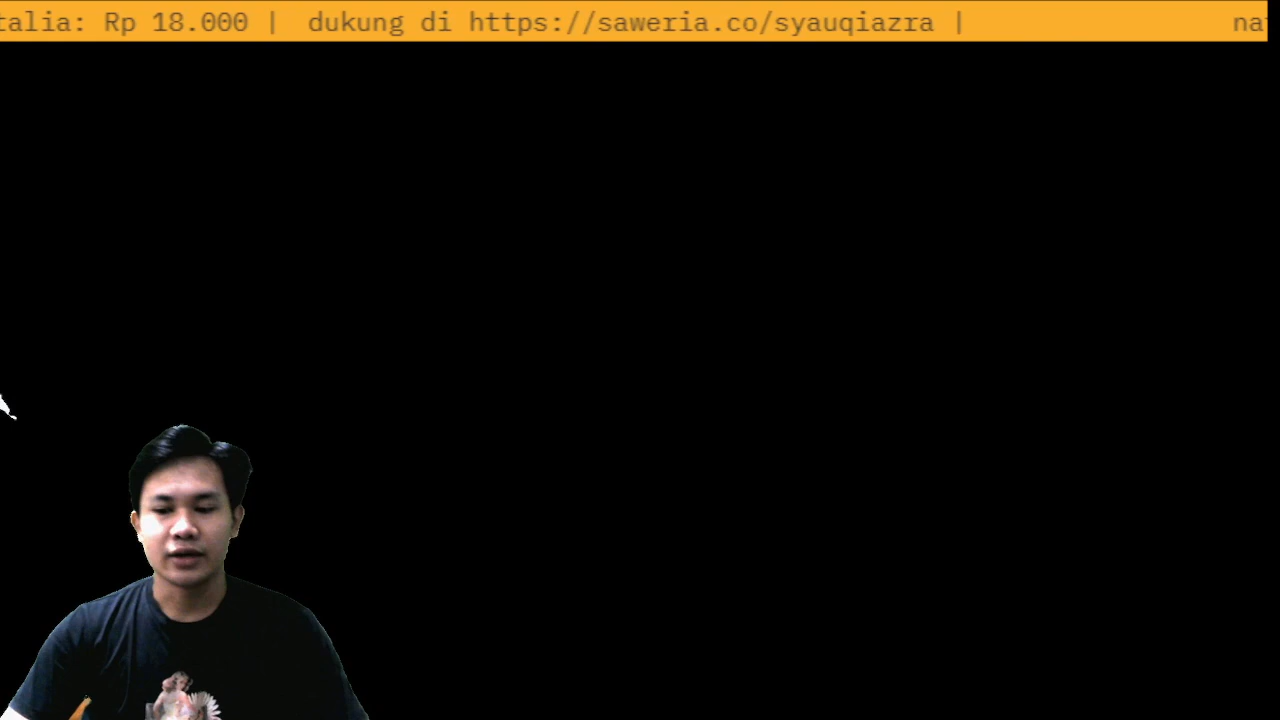 talia: Rp 18.000 | dukung di https://saweria.co/syauqiazra | na